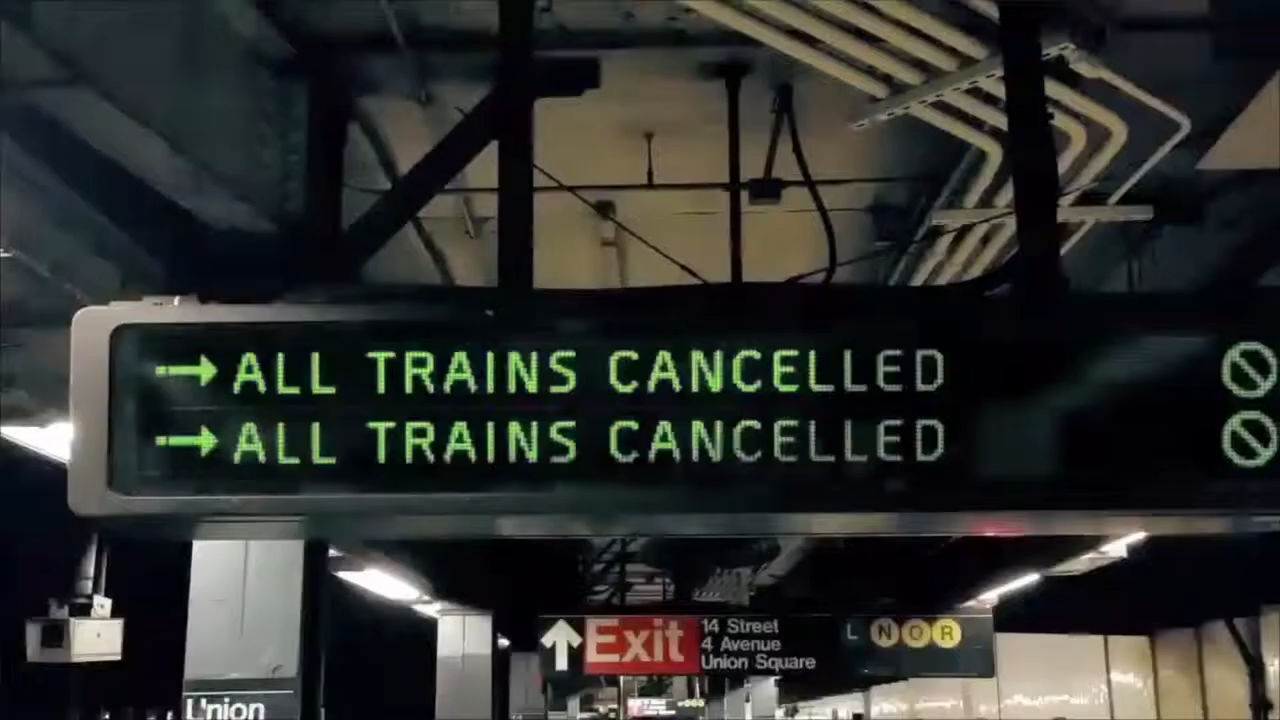 → ALL TRAINS CANCELLED
→ ALL TRAINS CANCELLED
↑ Exit
14 Street
4 Avenue
Union Square
L N Q R
Union